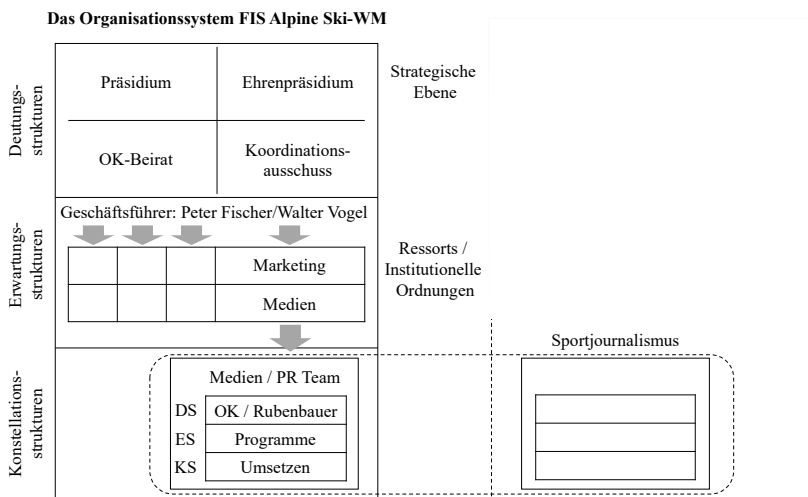 Das Organisationssystem FIS Alpine Ski-WM
Deutungs-
strukturen
Präsidium
Ehrenpräsidium
OK-Beirat
Koordinations-
ausschuss
Strategische
Ebene
Erwartungs-
strukturen
Geschäftsführer: Peter Fischer/Walter Vogel
Marketing
Medien
Ressorts /
Institutionelle
Ordnungen
Konstellations-
strukturen
Medien / PR Team
DS OK / Rubenbauer
ES Programme
KS Umsetzen
Sportjournalismus